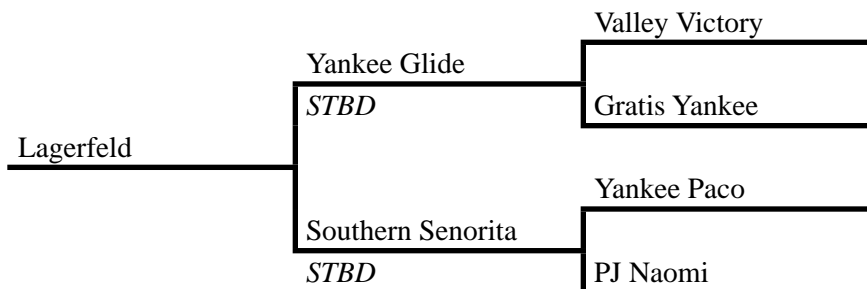 Valley Victory
Yankee Glide
STBD
Gratis Yankee
Lagerfeld
Yankee Paco
Southern Senorita
STBD
PJ Naomi